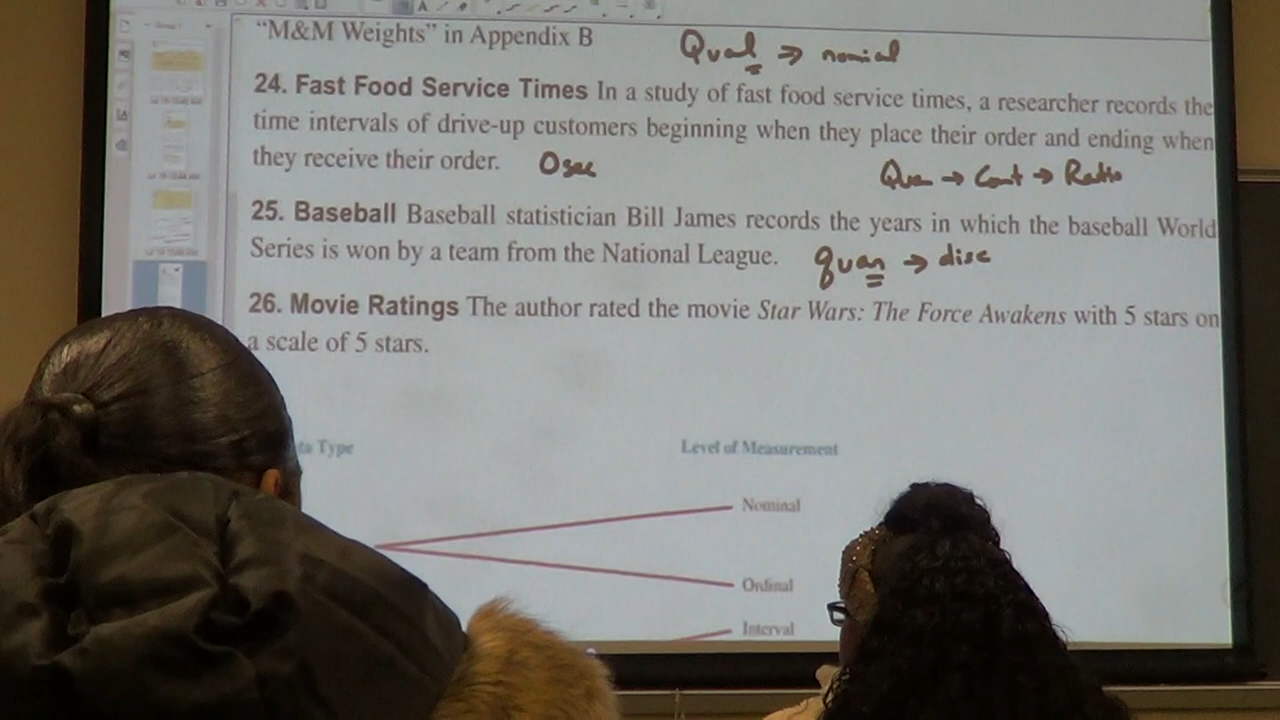 "M&M Weights" in Appendix B
Qual → nominal
24. Fast Food Service Times In a study of fast food service times, a researcher records the
time intervals of drive-up customers beginning when they place their order and ending when
they receive their order. 0 sec
Quan → Cont → Ratio
25. Baseball Baseball statistician Bill James records the years in which the baseball World
Series is won by a team from the National League. quan → disc
26. Movie Ratings The author rated the movie Star Wars: The Force Awakens with 5 stars on
a scale of 5 stars.
ta Type Level of Measurement
Nominal
Ordinal
Interval